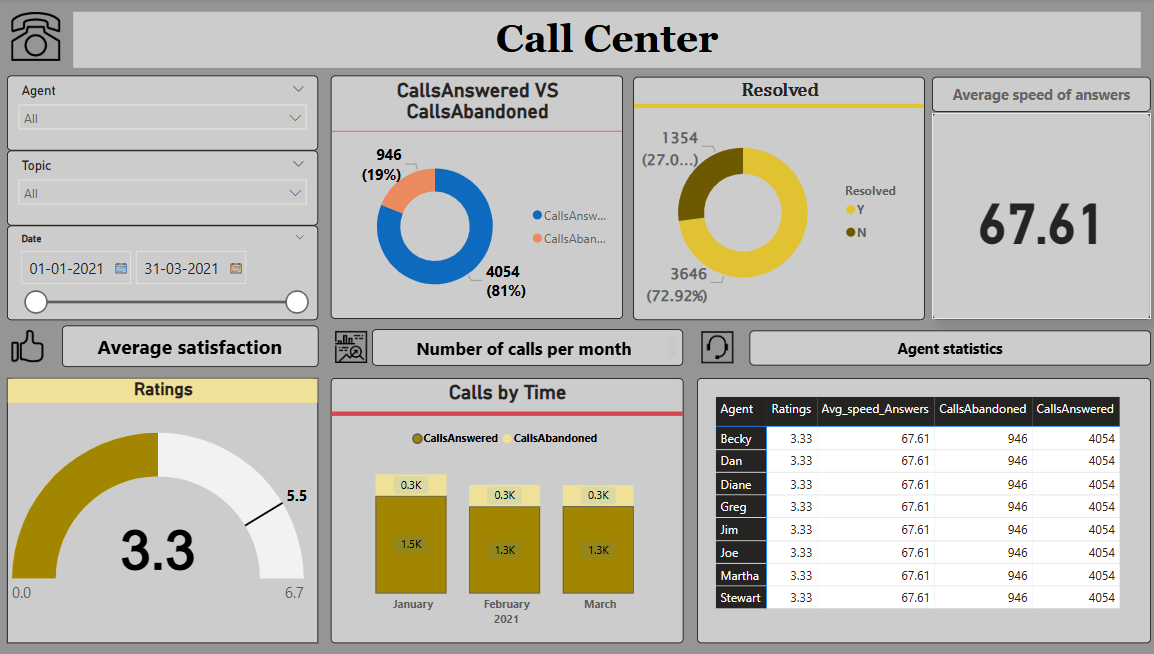 Call Center
Agent
All
Topic
All
Date
01-01-2021
31-03-2021
CallsAnswered VS
CallsAbandoned
946
(19%)
4054
(81%)
CallsAnsw...
CallsAban...
Resolved
1354
(27.0...)
3646
(72.92%)
Resolved
Y
N
Average speed of answers
67.61
Average satisfaction
Number of calls per month
Agent statistics
Ratings
5.5
3.3
0.0
6.7
Calls by Time
CallsAnswered CallsAbandoned
0.3K
0.3K
0.3K
1.5K
1.3K
1.3K
January February March
2021
Agent Ratings Avg_speed_Answers CallsAbandoned CallsAnswered
Becky 3.33 67.61 946 4054
Dan 3.33 67.61 946 4054
Diane 3.33 67.61 946 4054
Greg 3.33 67.61 946 4054
Jim 3.33 67.61 946 4054
Joe 3.33 67.61 946 4054
Martha 3.33 67.61 946 4054
Stewart 3.33 67.61 946 4054